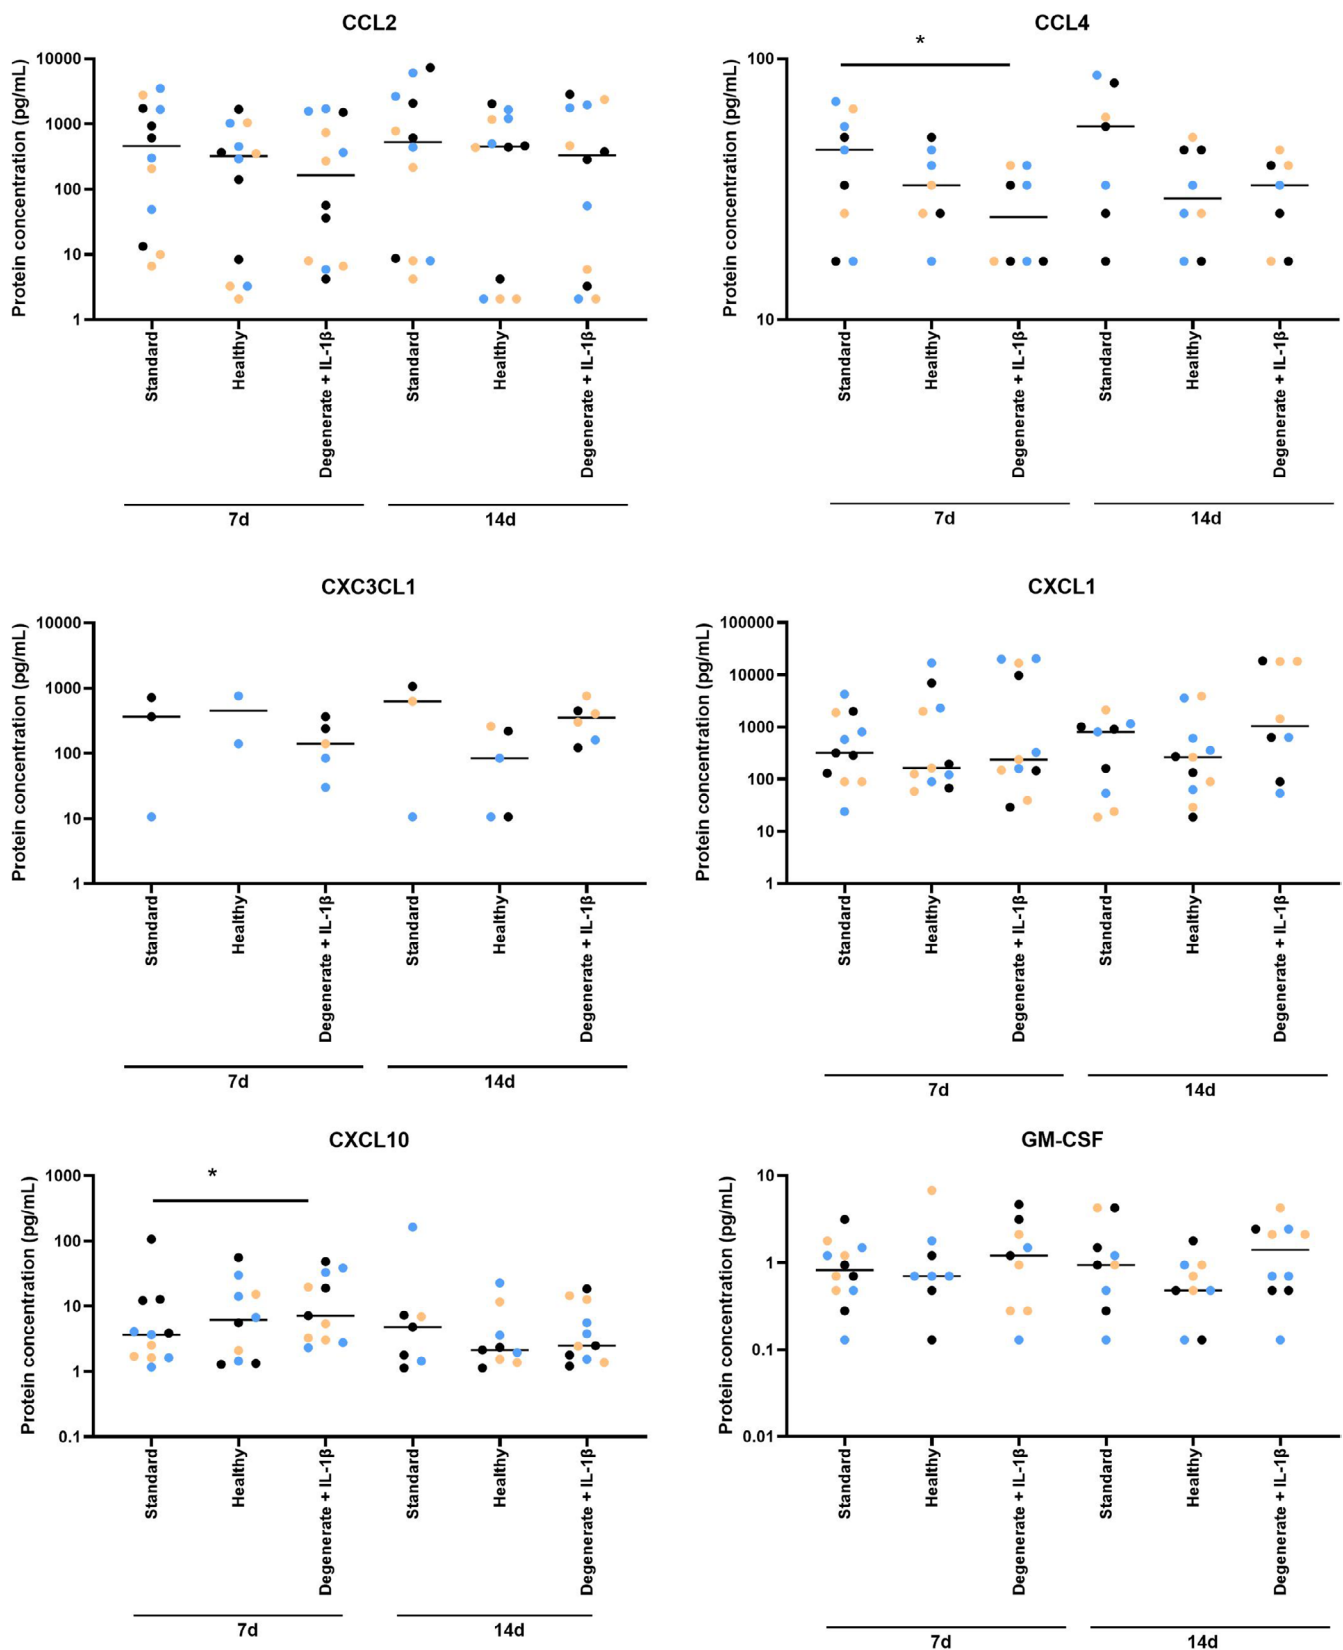 CCL2
Protein concentration (pg/mL)
10000
1000
100
10
1
Standard
Healthy
Degenerate + IL-1β
Standard
Healthy
Degenerate + IL-1β
7d
14d
CCL4
*
Protein concentration (pg/mL)
100
10
Standard
Healthy
Degenerate + IL-1β
Standard
Healthy
Degenerate + IL-1β
7d
14d
CXC3CL1
Protein concentration (pg/mL)
10000
1000
100
10
1
Standard
Healthy
Degenerate + IL-1β
Standard
Healthy
Degenerate + IL-1β
7d
14d
CXCL1
Protein concentration (pg/mL)
100000
10000
1000
100
10
1
Standard
Healthy
Degenerate + IL-1β
Standard
Healthy
Degenerate + IL-1β
7d
14d
CXCL10
*
Protein concentration (pg/mL)
1000
100
10
1
0.1
Standard
Healthy
Degenerate + IL-1β
Standard
Healthy
Degenerate + IL-1β
7d
14d
GM-CSF
Protein concentration (pg/mL)
10
1
0.1
0.01
Standard
Healthy
Degenerate + IL-1β
Standard
Healthy
Degenerate + IL-1β
7d
14d